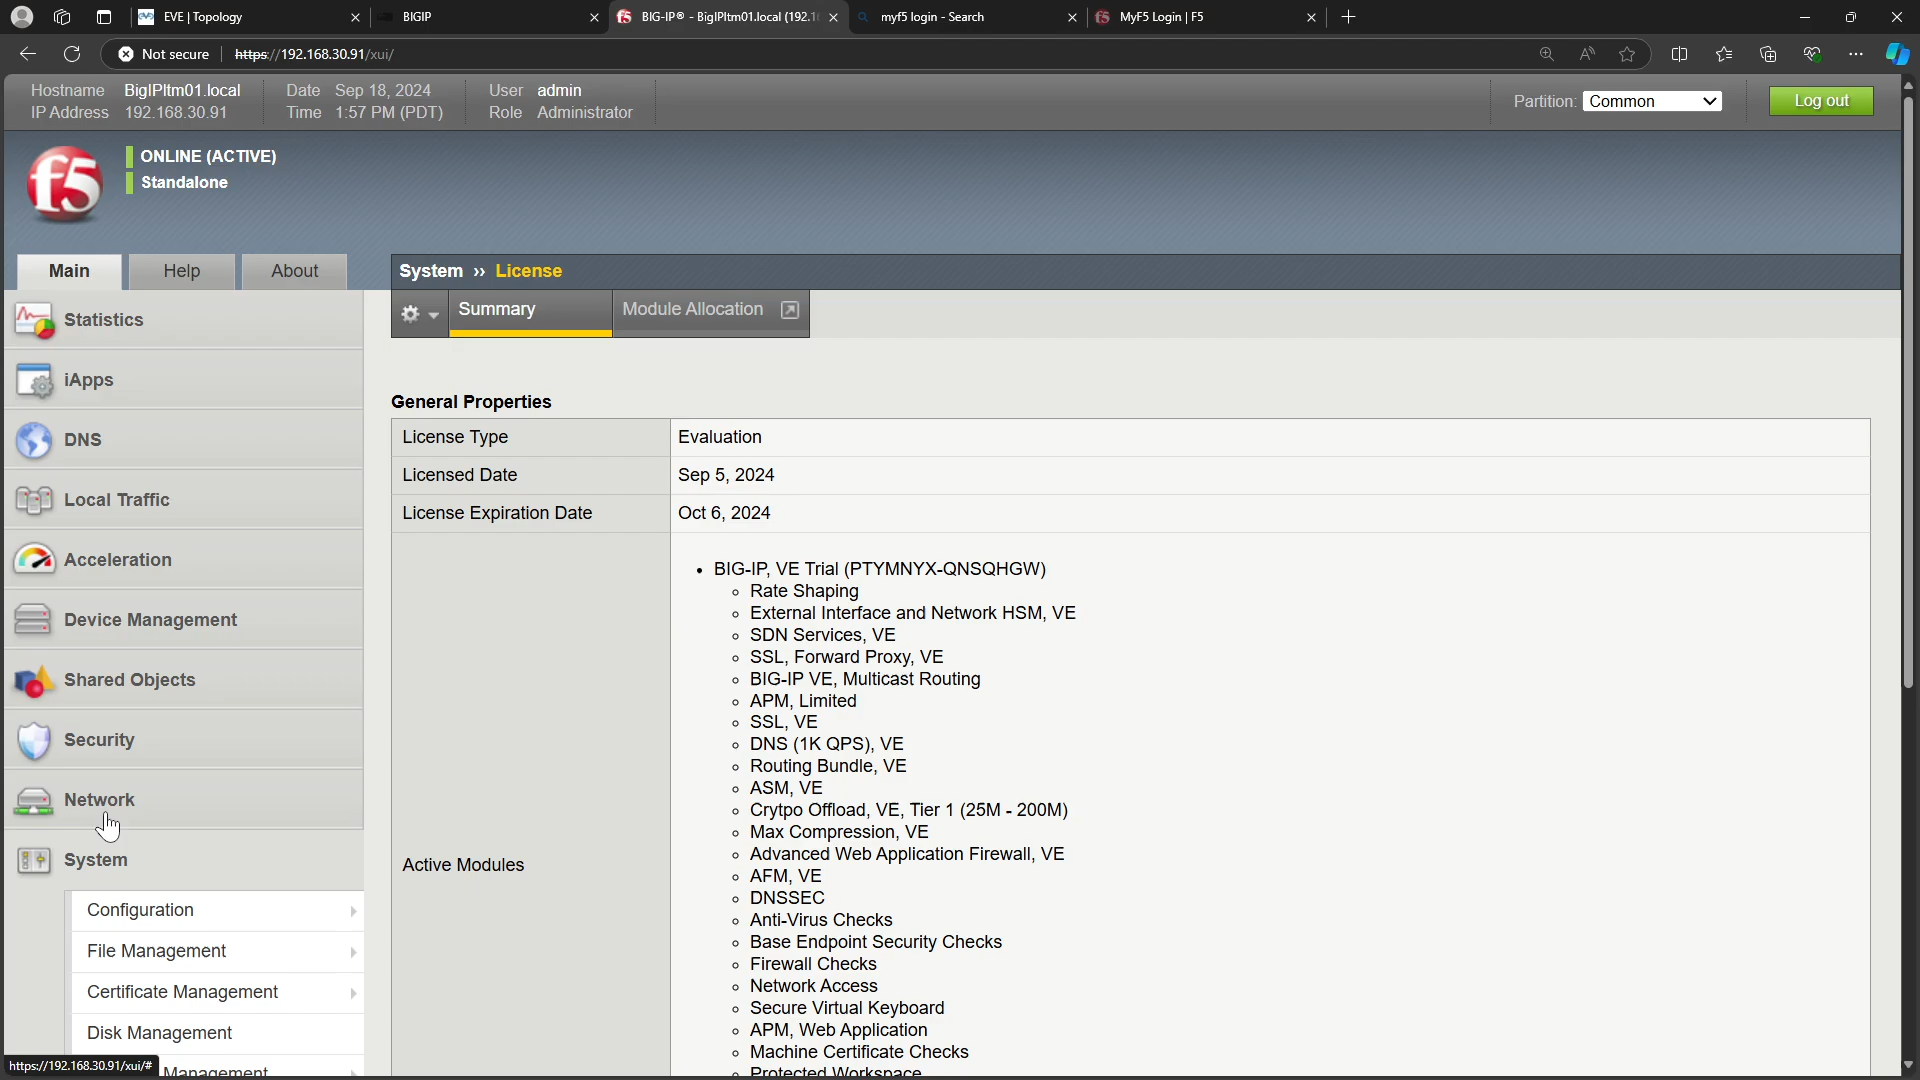 EVE | Topology
BIGIP
BIG-IP® - BigIPltm01.local (192.1
myf5 login - Search
MyF5 Login | F5
Not secure
https://192.168.30.91/xui/
Hostname BigIPltm01.local
IP Address 192.168.30.91
Date Sep 18, 2024
Time 1:57 PM (PDT)
User admin
Role Administrator
Partition: Common
Log out
f5
ONLINE (ACTIVE)
Standalone
Main
Help
About
System ›› License
Summary
Module Allocation
Statistics
iApps
DNS
Local Traffic
Acceleration
Device Management
Shared Objects
Security
Network
System
Configuration
File Management
Certificate Management
Disk Management
Management
https://192.168.30.91/xui/#
General Properties
License Type Evaluation
Licensed Date Sep 5, 2024
License Expiration Date Oct 6, 2024
Active Modules
BIG-IP, VE Trial (PTYMNYX-QNSQHGW)
Rate Shaping
External Interface and Network HSM, VE
SDN Services, VE
SSL, Forward Proxy, VE
BIG-IP VE, Multicast Routing
APM, Limited
SSL, VE
DNS (1K QPS), VE
Routing Bundle, VE
ASM, VE
Crytpo Offload, VE, Tier 1 (25M - 200M)
Max Compression, VE
Advanced Web Application Firewall, VE
AFM, VE
DNSSEC
Anti-Virus Checks
Base Endpoint Security Checks
Firewall Checks
Network Access
Secure Virtual Keyboard
APM, Web Application
Machine Certificate Checks
Protected Workspace